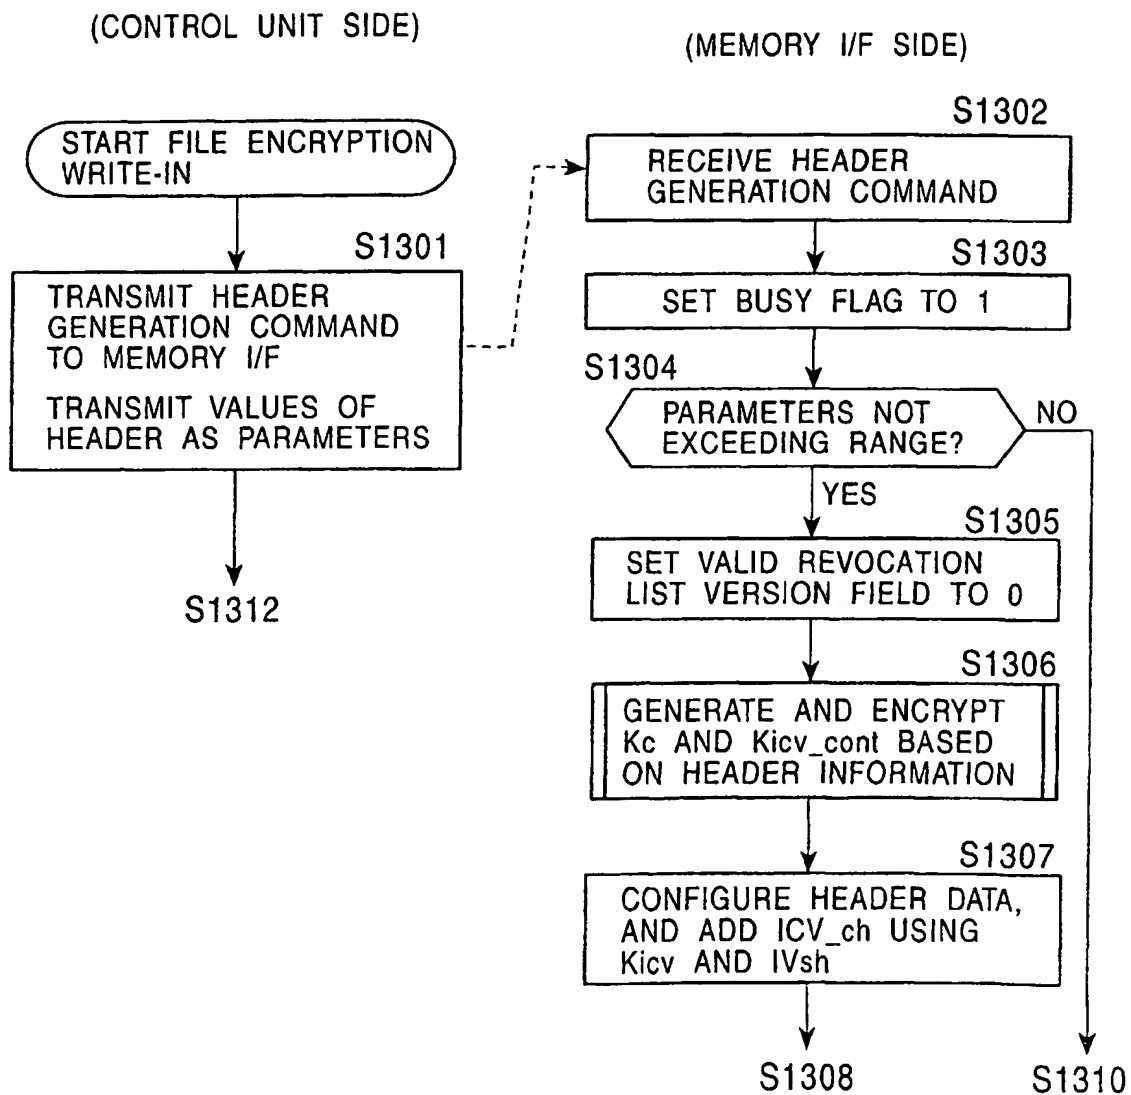 (CONTROL UNIT SIDE)
START FILE ENCRYPTION
WRITE-IN
S1301
TRANSMIT HEADER
GENERATION COMMAND
TO MEMORY I/F
TRANSMIT VALUES OF
HEADER AS PARAMETERS
S1312
(MEMORY I/F SIDE)
S1302
RECEIVE HEADER
GENERATION COMMAND
S1303
SET BUSY FLAG TO 1
S1304
PARAMETERS NOT
EXCEEDING RANGE?
NO
YES
S1305
SET VALID REVOCATION
LIST VERSION FIELD TO 0
S1306
GENERATE AND ENCRYPT
Kc AND Kicv_cont BASED
ON HEADER INFORMATION
S1307
CONFIGURE HEADER DATA,
AND ADD ICV_ch USING
Kicv AND IVsh
S1308
S1310